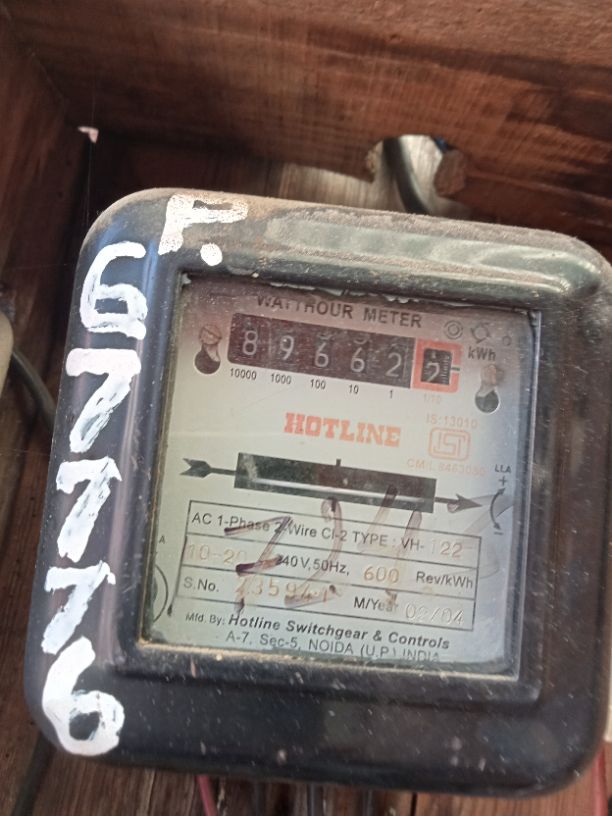 P.
67776
WATTHOUR METER
8 9 6 6 2 2 kWh
10000 1000 100 10 1 1/10
IS:13010
HOTLINE
ISI
CM/L 8463050
LLA
+
-
AC 1-Phase 2-Wire Cl-2 TYPE: VH-122
10-20 240V,50Hz, 600 Rev/kWh
S.No. M/Year 02/04
Mfd. By: Hotline Switchgear & Controls
A-7, Sec-5, NOIDA (U.P.) INDIA